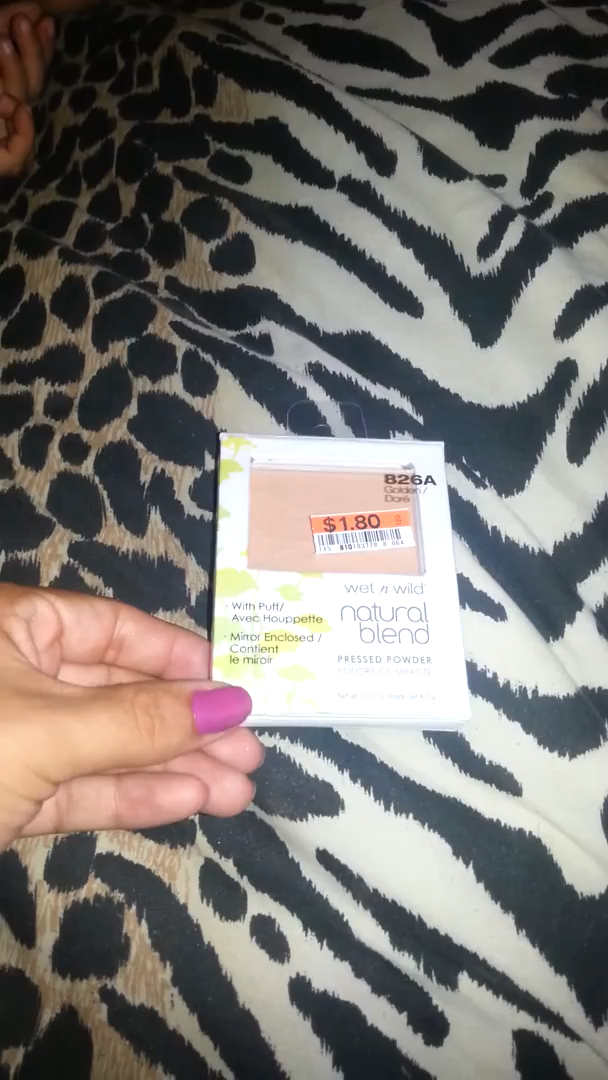 826A
Golden /
Doré
$1.80
wet n wild
· With Puff/
Avec Houppette
· Mirror Enclosed /
Contient
le miroir
natural
blend
PRESSED POWDER
POUDRE COMPACTE